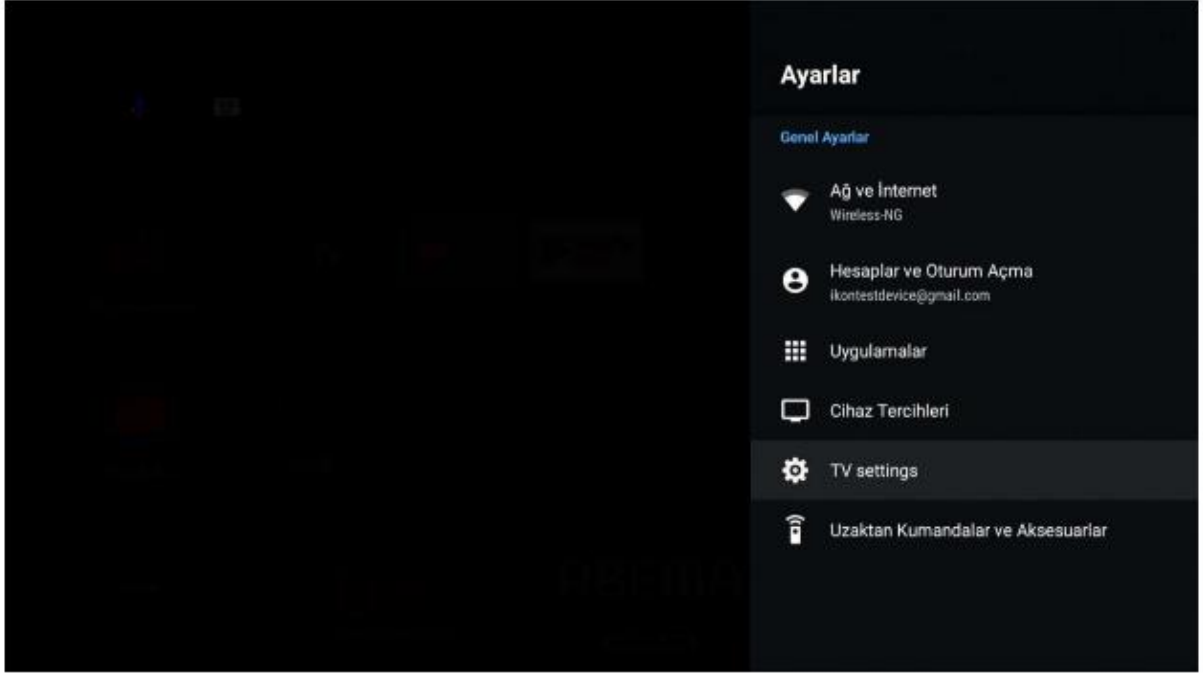 Ayarlar
Genel Ayarlar
Ağ ve İnternet
Wireless-NG
Hesaplar ve Oturum Açma
ikontestdevice@gmail.com
Uygulamalar
Cihaz Tercihleri
TV settings
Uzaktan Kumandalar ve Aksesuarlar